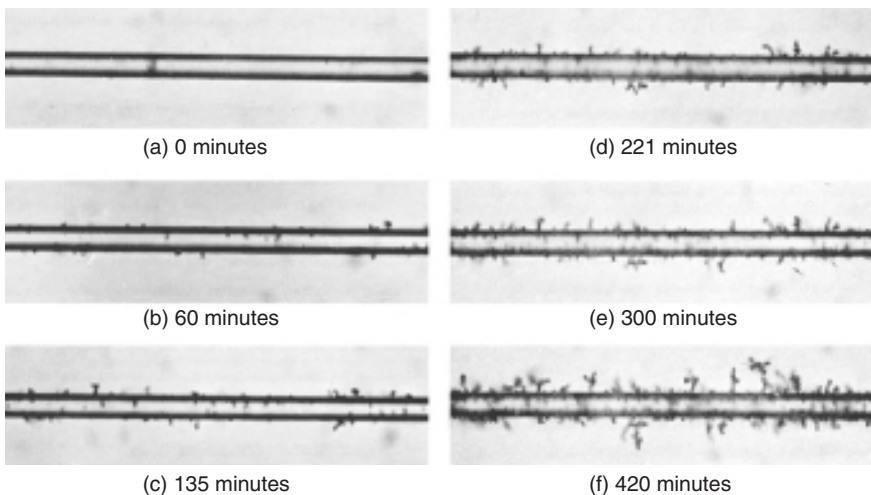 (a) 0 minutes
(b) 60 minutes
(c) 135 minutes
(d) 221 minutes
(e) 300 minutes
(f) 420 minutes